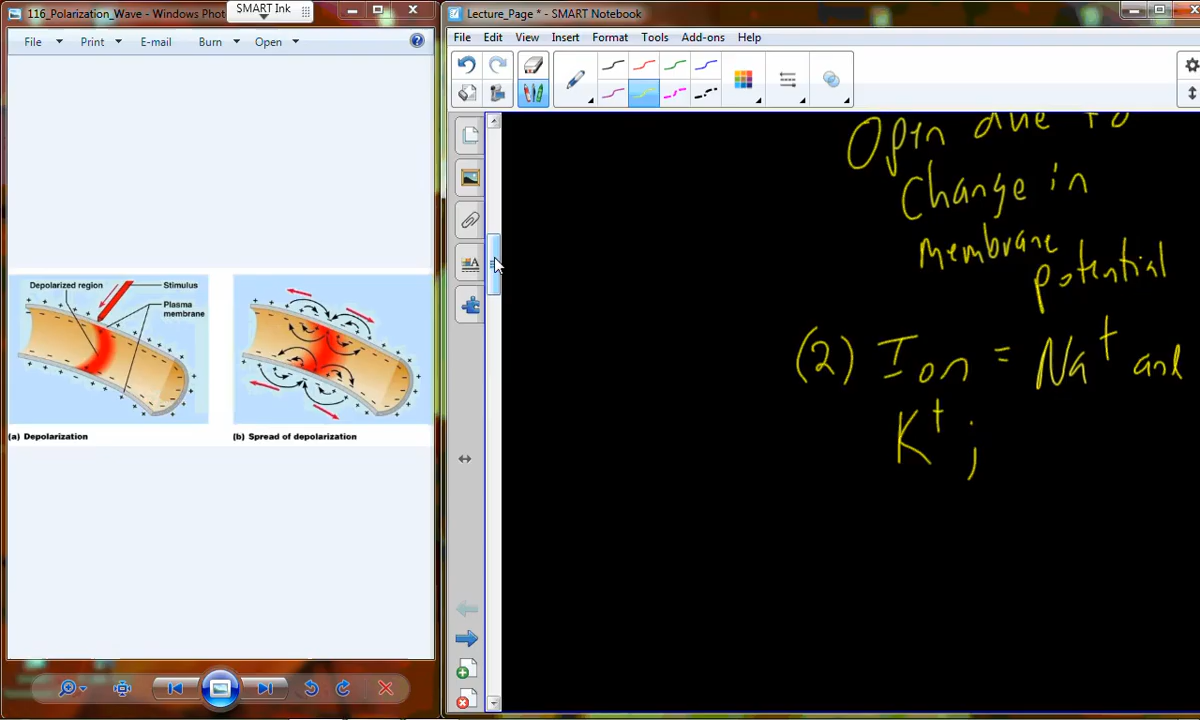 116_Polarization_Wave - Windows Phot
SMART Ink
File Print E-mail Burn Open
Depolarized region
Stimulus
Plasma
membrane
(a) Depolarization
(b) Spread of depolarization
Lecture_Page * - SMART Notebook
File Edit View Insert Format Tools Add-ons Help
Open due to
Change in
membrane
potential
(2) Ion = Na+ and
K+ ;